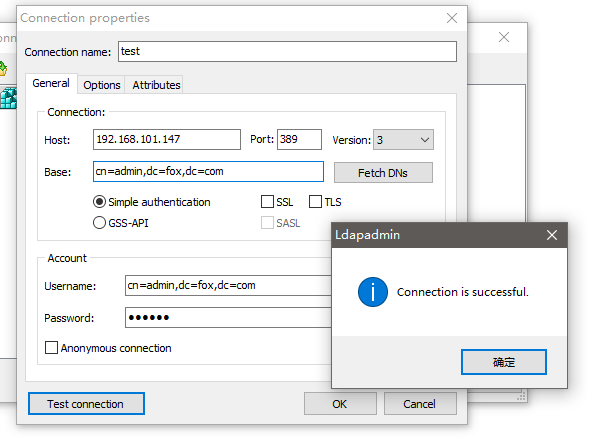 Connection properties
onn
Connection name: test
General Options Attributes
Connection:
Host: 192.168.101.147 Port: 389 Version: 3
Base: cn=admin,dc=fox,dc=com Fetch DNs
Simple authentication SSL TLS
GSS-API SASL
Ldapadmin
Connection is successful.
确定
Account
Username: cn=admin,dc=fox,dc=com
Password: ●●●●●●
Anonymous connection
Test connection OK Cancel